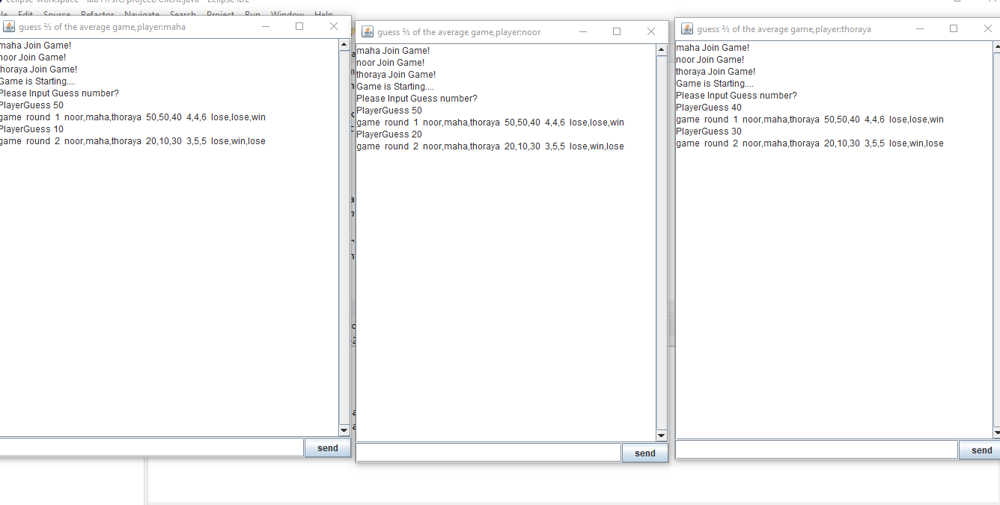 eclipse-workspace - lab11/src/project/Client.java - Eclipse IDE
Edit Source Refactor Navigate Search Project Run Window Help
guess ⅔ of the average game,player:maha
maha Join Game!
noor Join Game!
thoraya Join Game!
Game is Starting....
Please Input Guess number?
PlayerGuess 50
game round 1 noor,maha,thoraya 50,50,40 4,4,6 lose,lose,win
PlayerGuess 10
game round 2 noor,maha,thoraya 20,10,30 3,5,5 lose,win,lose
send
guess ⅔ of the average game,player:noor
maha Join Game!
noor Join Game!
thoraya Join Game!
Game is Starting....
Please Input Guess number?
PlayerGuess 50
game round 1 noor,maha,thoraya 50,50,40 4,4,6 lose,lose,win
PlayerGuess 20
game round 2 noor,maha,thoraya 20,10,30 3,5,5 lose,win,lose
send
guess ⅔ of the average game,player:thoraya
maha Join Game!
noor Join Game!
thoraya Join Game!
Game is Starting....
Please Input Guess number?
PlayerGuess 40
game round 1 noor,maha,thoraya 50,50,40 4,4,6 lose,lose,win
PlayerGuess 30
game round 2 noor,maha,thoraya 20,10,30 3,5,5 lose,win,lose
send